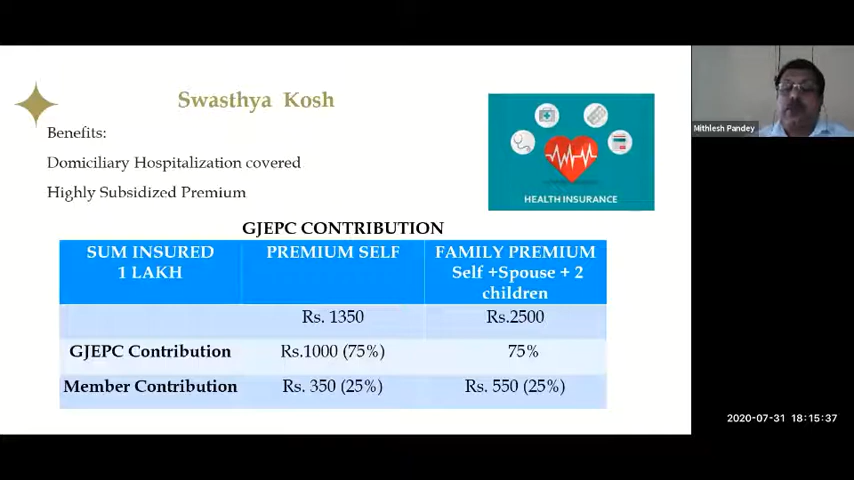 Swasthya Kosh
Benefits:
Domiciliary Hospitalization covered
Highly Subsidized Premium
HEALTH INSURANCE
GJEPC CONTRIBUTION
SUM INSURED
1 LAKH
PREMIUM SELF
FAMILY PREMIUM
Self +Spouse + 2
children
Rs. 1350
Rs.2500
GJEPC Contribution
Rs.1000 (75%)
75%
Member Contribution
Rs. 350 (25%)
Rs. 550 (25%)
Mithlesh Pandey
2020-07-31 18:15:37